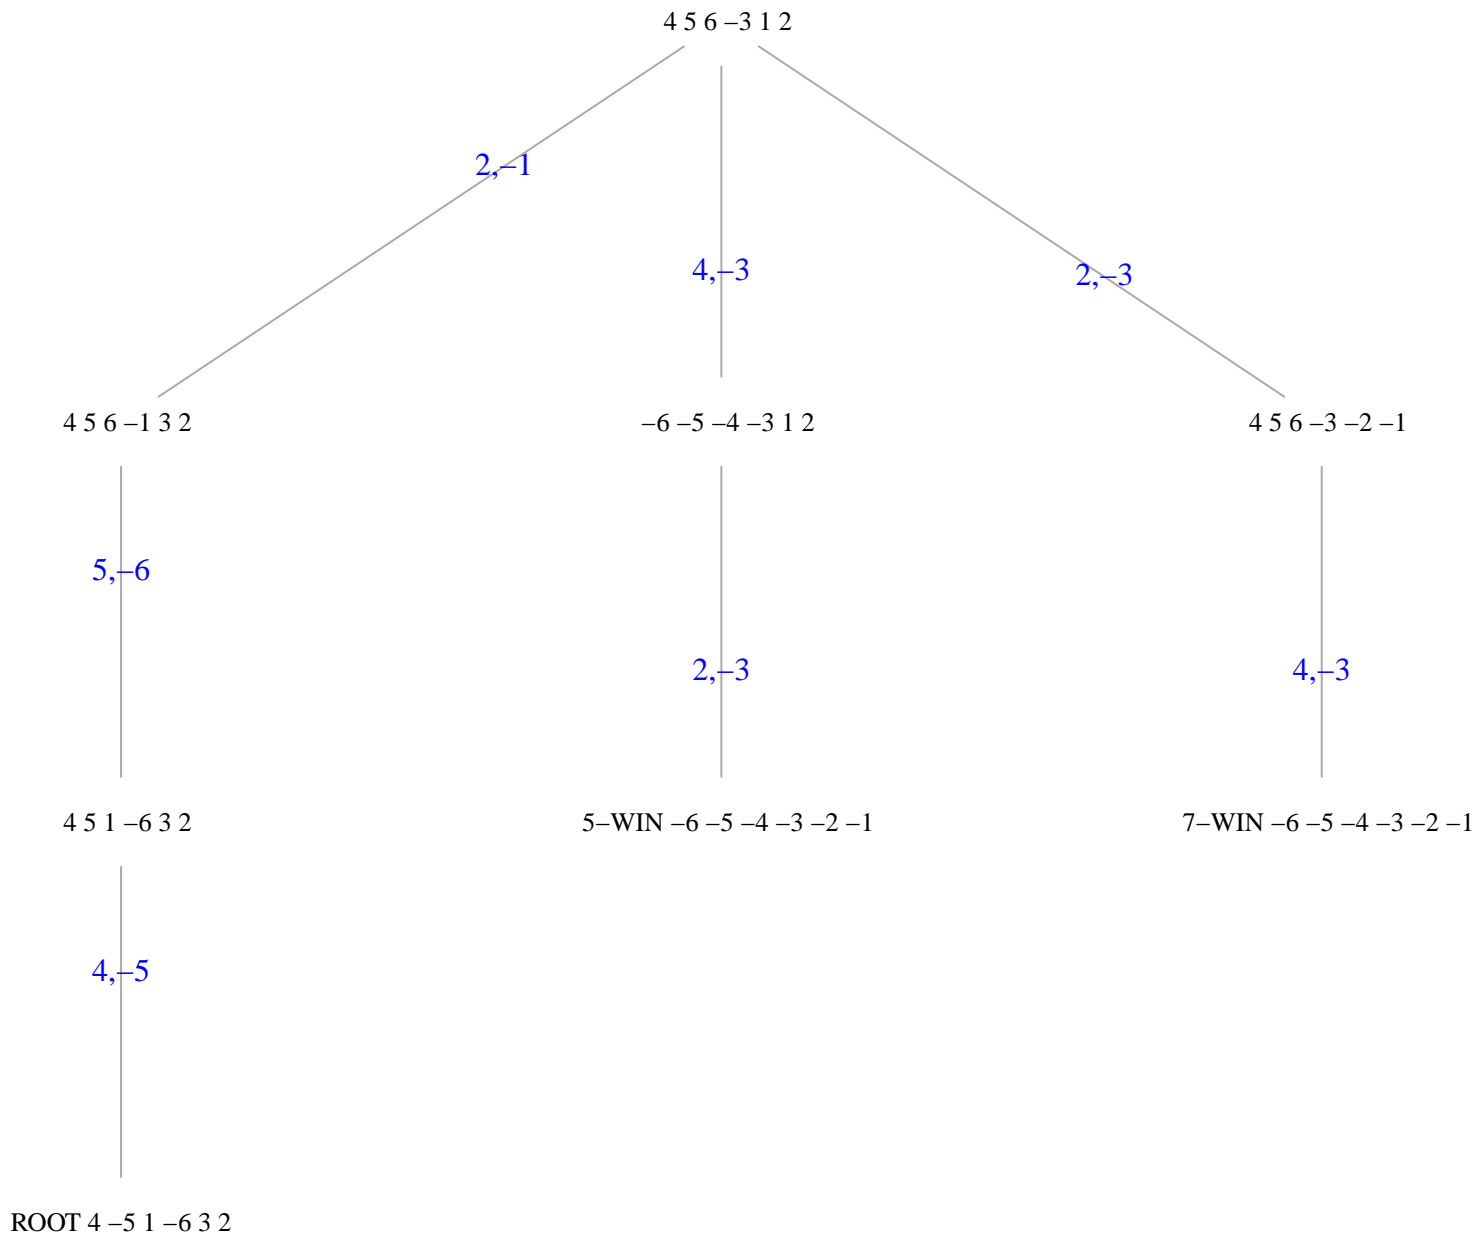 4 5 6 –3 1 2
2,–1
4,–3
2,–3
4 5 6 –1 3 2
–6 –5 –4 –3 1 2
4 5 6 –3 –2 –1
5,–6
2,–3
4,–3
4 5 1 –6 3 2
5–WIN –6 –5 –4 –3 –2 –1
7–WIN –6 –5 –4 –3 –2 –1
4,–5
ROOT 4 –5 1 –6 3 2